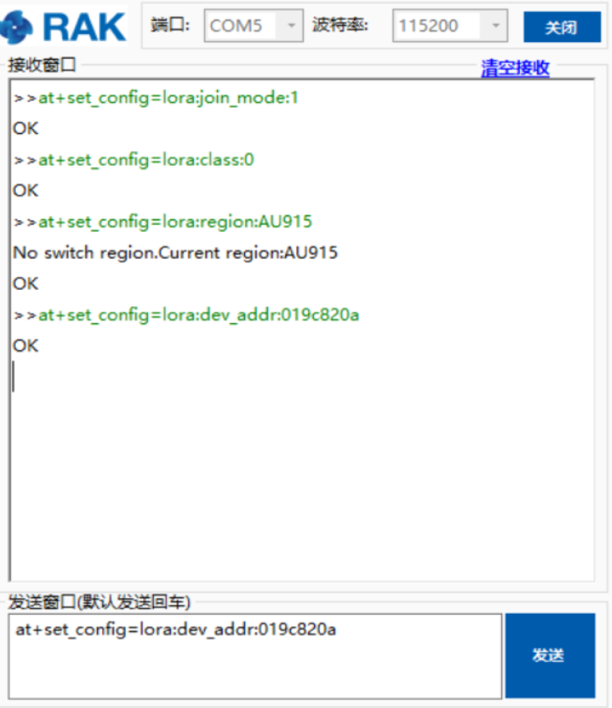 RAK 端口: COM5 波特率: 115200 关闭
接收窗口 清空接收
>>at+set_config=lora:join_mode:1
OK
>>at+set_config=lora:class:0
OK
>>at+set_config=lora:region:AU915
No switch region.Current region:AU915
OK
>>at+set_config=lora:dev_addr:019c820a
OK
发送窗口(默认发送回车)
at+set_config=lora:dev_addr:019c820a
发送